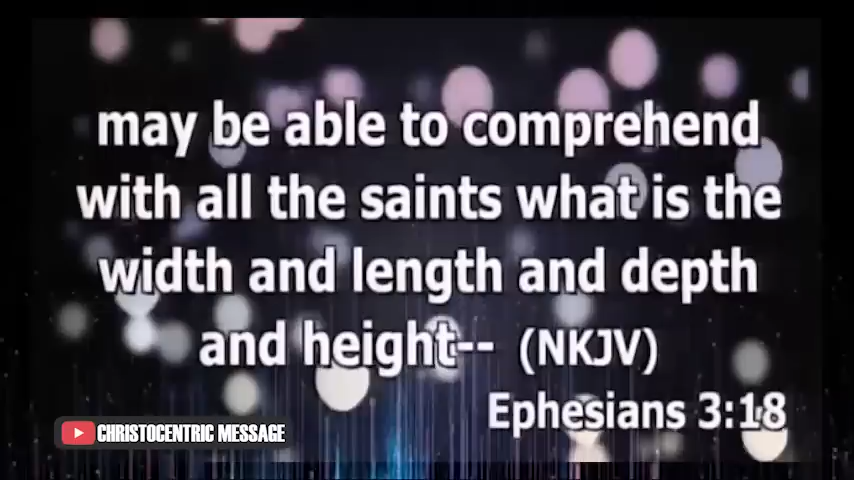 may be able to comprehend
with all the saints what is the
width and length and depth
and height-- (NKJV)
Ephesians 3:18
CHRISTOCENTRIC MESSAGE